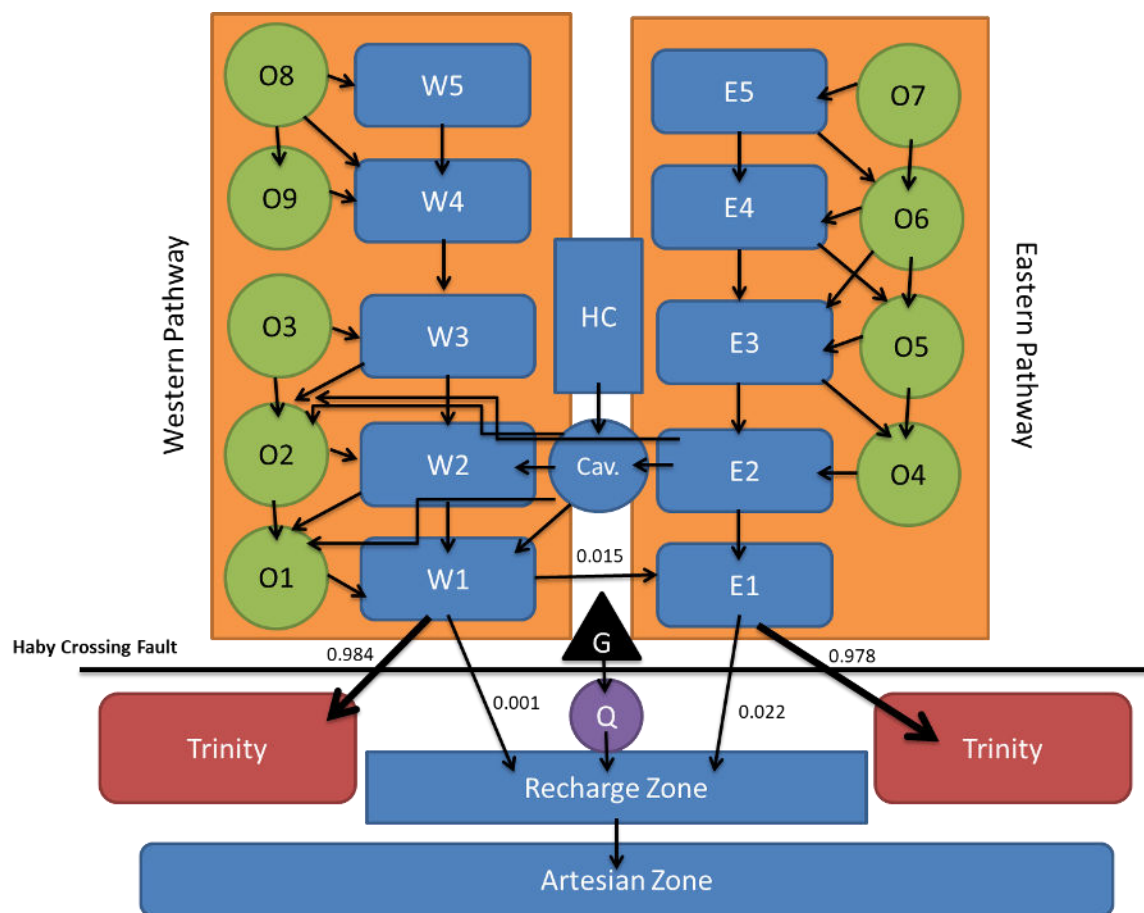 O8
W5
E5
O7
O9
W4
E4
O6
Western Pathway
Eastern Pathway
O3
W3
HC
E3
O5
O2
W2
Cav.
E2
O4
O1
W1
0.015
E1
G
Haby Crossing Fault
0.984
0.978
0.001
Q
0.022
Trinity
Trinity
Recharge Zone
Artesian Zone